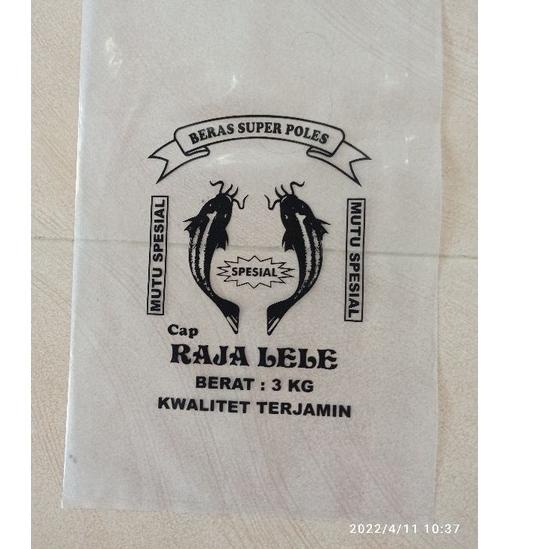 BERAS SUPER POLES
MUTU SPESIAL
SPESIAL
MUTU SPESIAL
Cap
RAJA LELE
BERAT : 3 KG
KWALITET TERJAMIN
2022/4/11 10:37